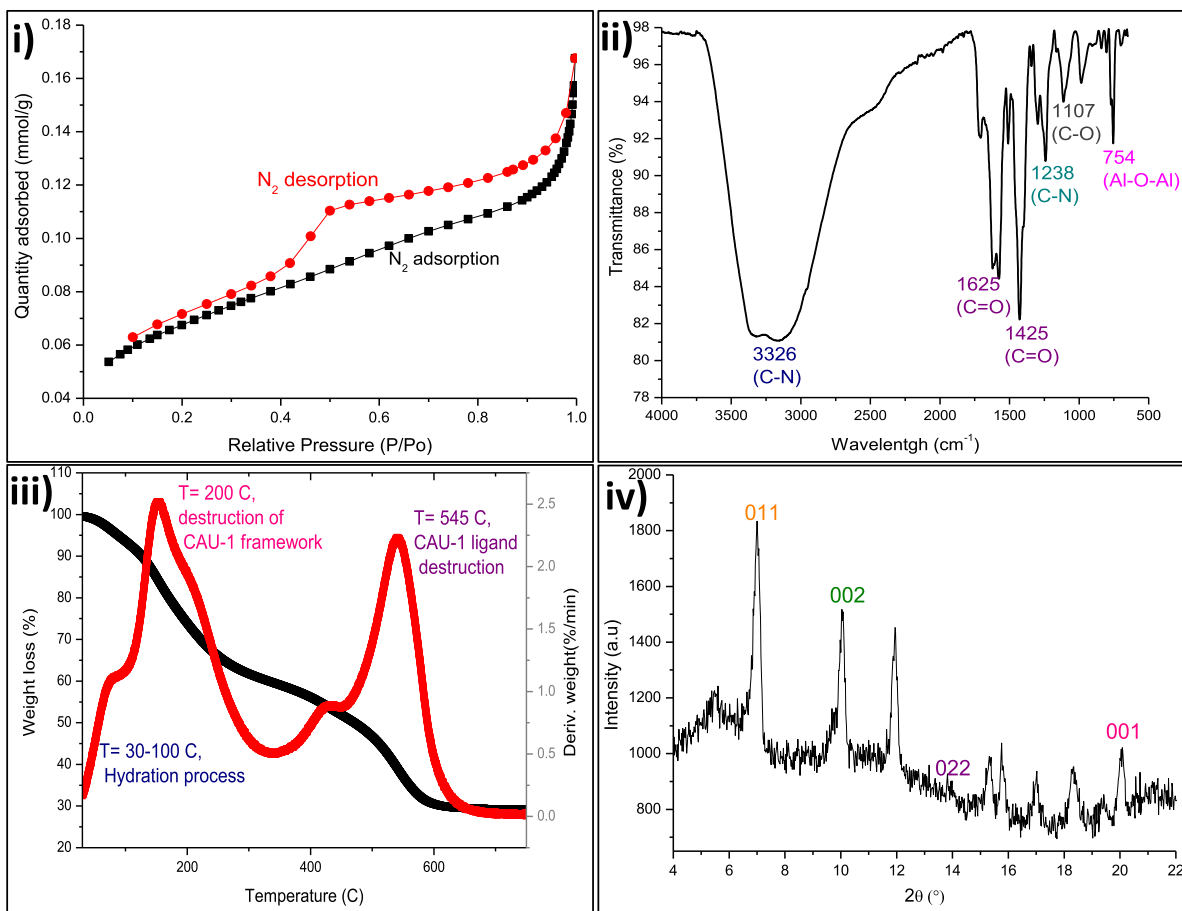 i)
0.18
0.16
0.14
0.12
0.10
0.08
0.06
0.04
Quantity adsorbed (mmol/g)
N2 desorption
N2 adsorption
0.0 0.2 0.4 0.6 0.8 1.0
Relative Pressure (P/Po)
ii)
98
96
94
92
90
88
86
84
82
80
78
Transmittance (%)
1107
(C-O)
754
(Al-O-Al)
1238
(C-N)
1625
(C=O)
1425
(C=O)
3326
(C-N)
4000 3500 3000 2500 2000 1500 1000 500
Wavelentgh (cm-1)
iii)
110
100
90
80
70
60
50
40
30
20
Weight loss (%)
T= 200 C,
destruction of
CAU-1 framework
T= 545 C,
CAU-1 ligand
destruction
T= 30-100 C,
Hydration process
2.5
2.0
1.5
1.0
0.5
0.0
Deriv. weight(%/min)
200 400 600
Temperature (C)
iv)
2000
1800
1600
1400
1200
1000
800
Intensity (a.u)
011
002
022
001
4 6 8 10 12 14 16 18 20 22
2θ (°)